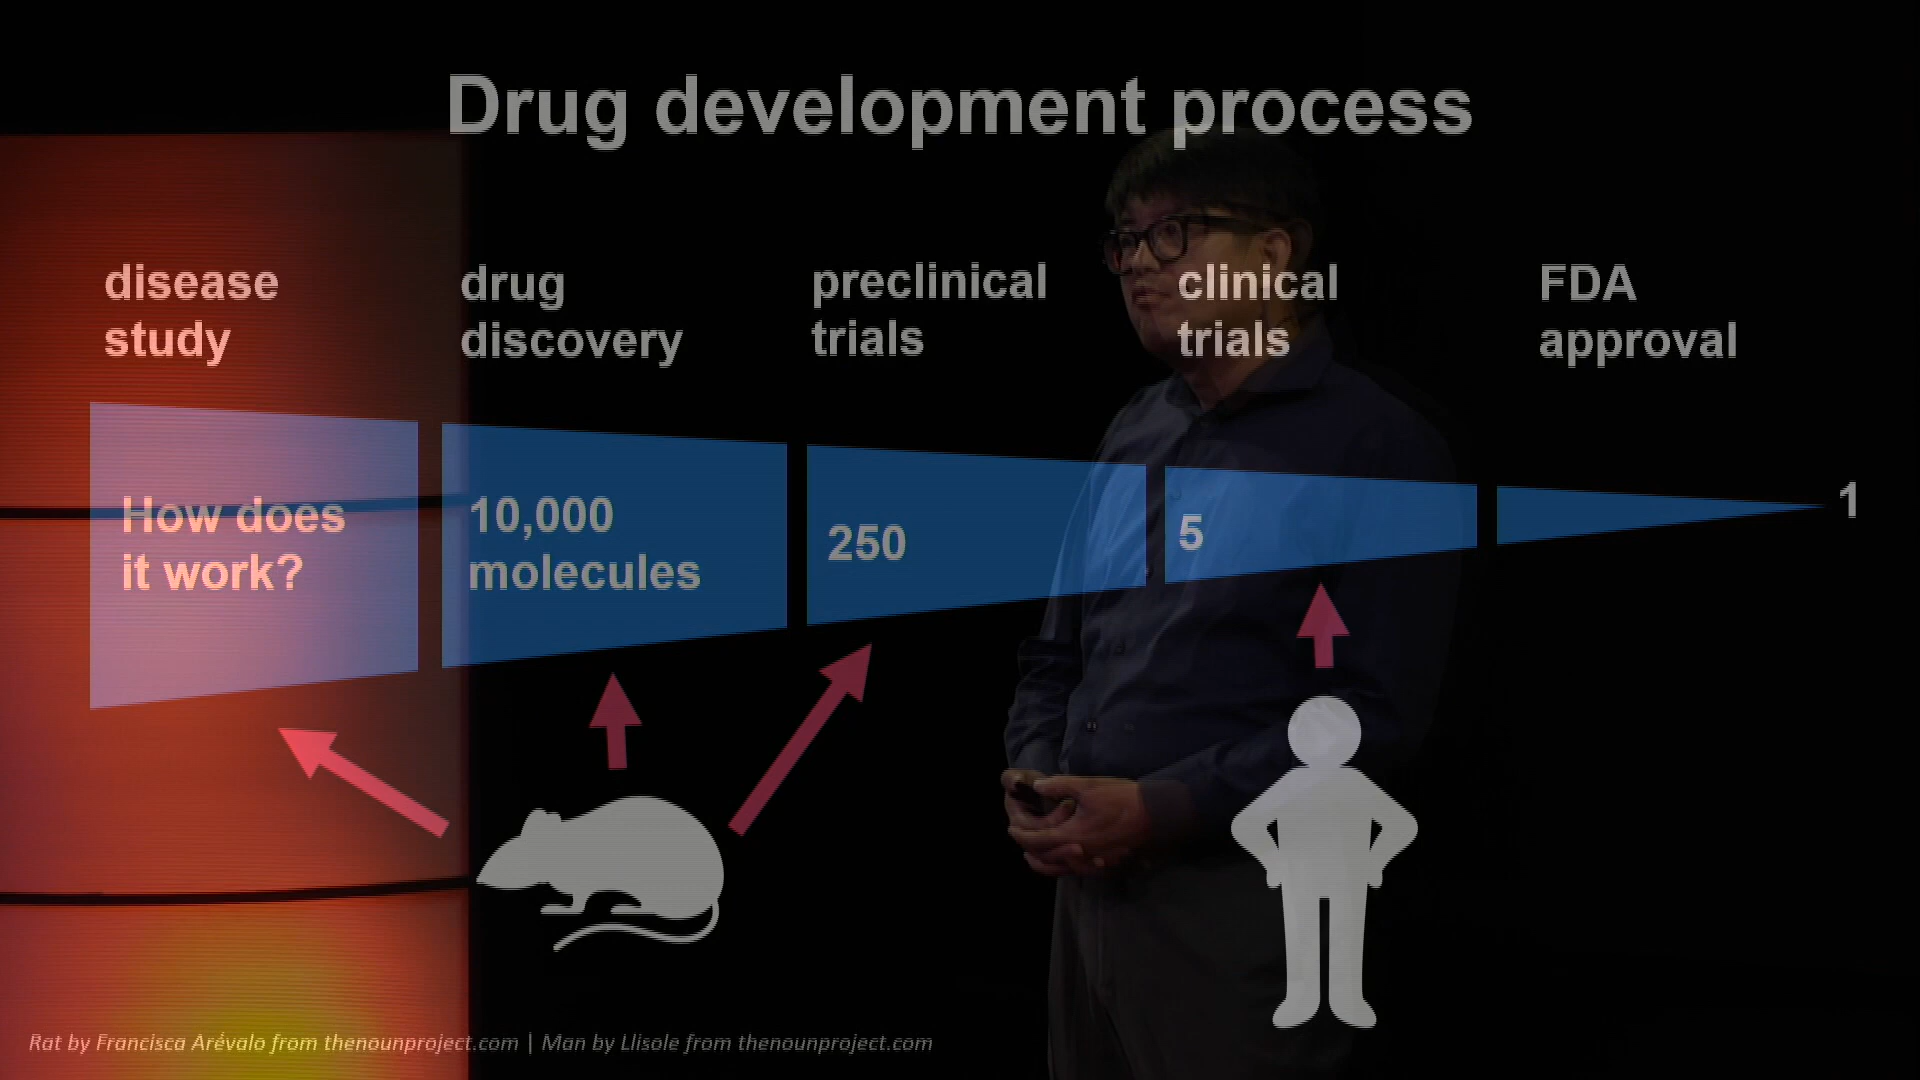 Drug development process
disease
study
drug
discovery
preclinical
trials
clinical
trials
FDA
approval
How does
it work?
10,000
molecules
250
5
1
Rat by Francisca Arévalo from thenounproject.com | Man by Llisole from thenounproject.com